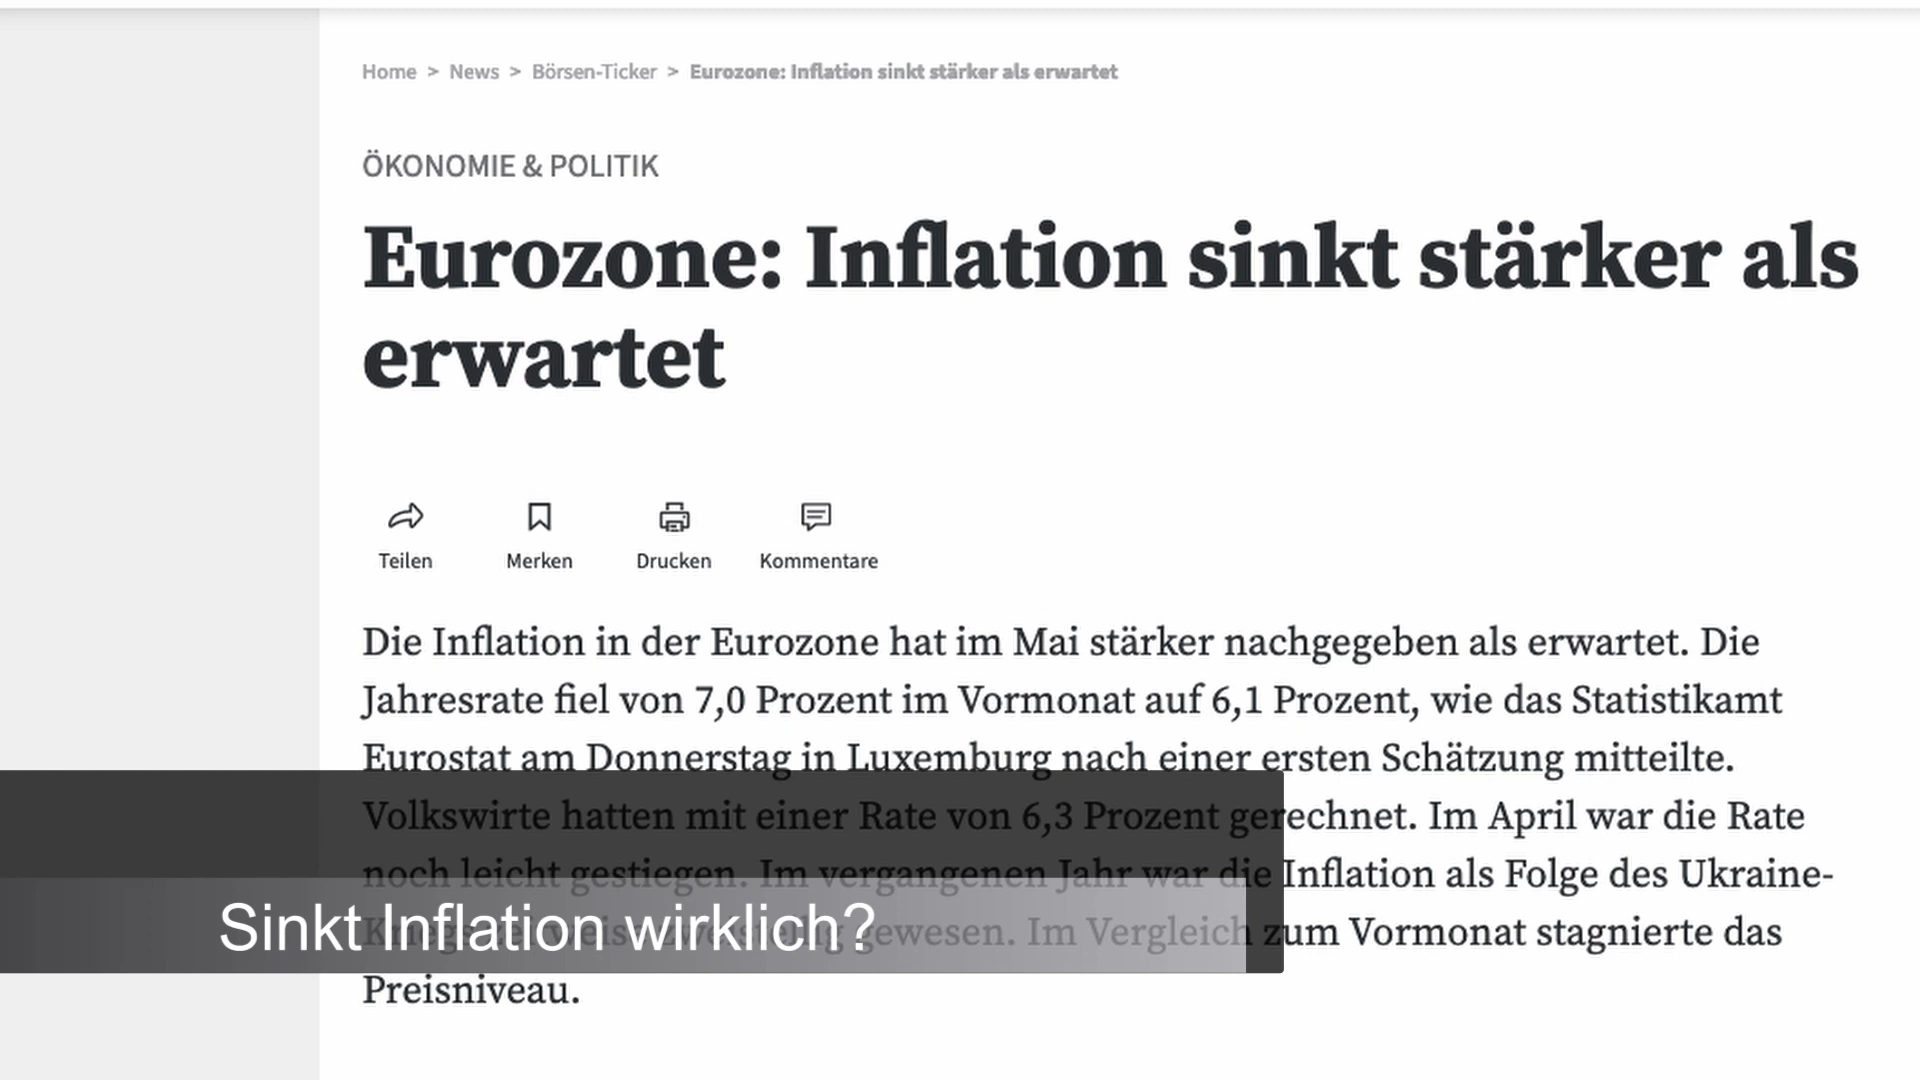 Home > News > Börsen-Ticker > Eurozone: Inflation sinkt stärker als erwartet
ÖKONOMIE & POLITIK
Eurozone: Inflation sinkt stärker als
erwartet
Teilen Merken Drucken Kommentare
Die Inflation in der Eurozone hat im Mai stärker nachgegeben als erwartet. Die
Jahresrate fiel von 7,0 Prozent im Vormonat auf 6,1 Prozent, wie das Statistikamt
Eurostat am Donnerstag in Luxemburg nach einer ersten Schätzung mitteilte.
Volkswirte hatten mit einer Rate von 6,3 Prozent gerechnet. Im April war die Rate
noch leicht gestiegen. Im vergangenen Jahr war die Inflation als Folge des Ukraine-
gewesen. Im Vergleich zum Vormonat stagnierte das
Sinkt Inflation wirklich?
Preisniveau.